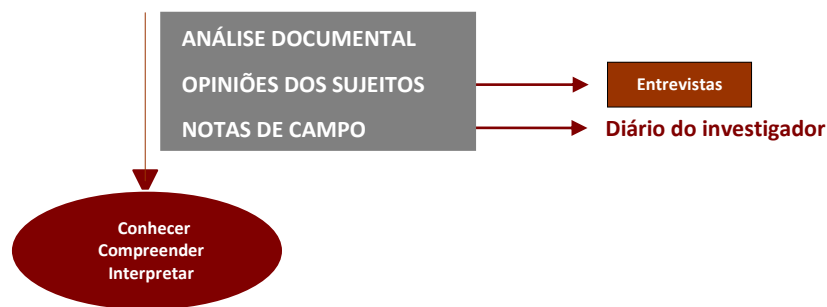 ANÁLISE DOCUMENTAL
OPINIÕES DOS SUJEITOS
Entrevistas
NOTAS DE CAMPO
Diário do investigador
Conhecer
Compreender
Interpretar